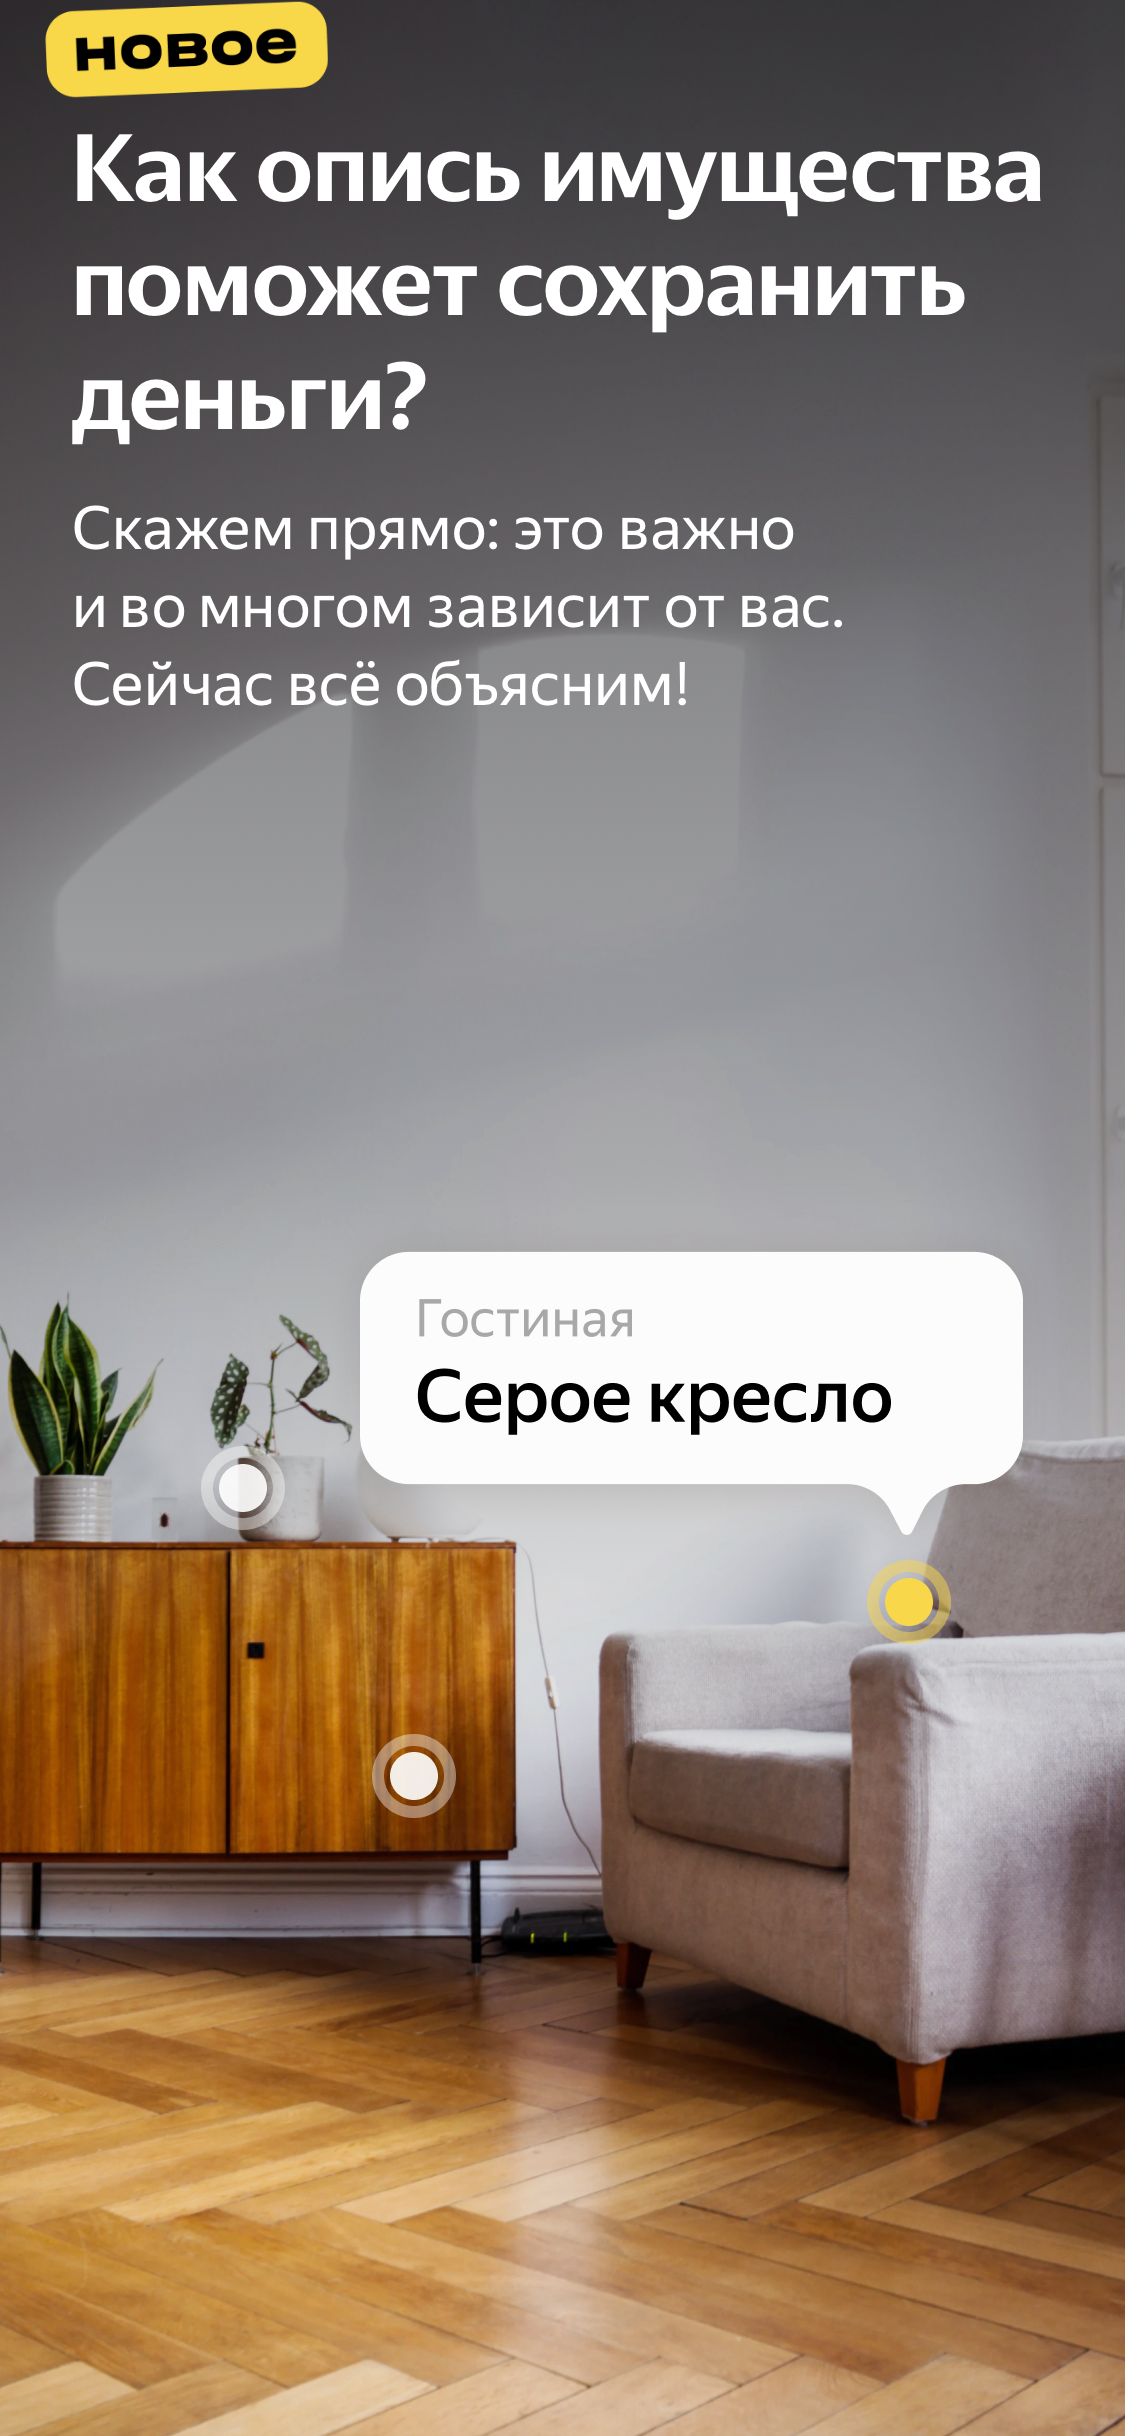 новое
Как опись имущества
поможет сохранить
деньги?
Скажем прямо: это важно
и во многом зависит от вас.
Сейчас всё объясним!
Гостиная
Серое кресло